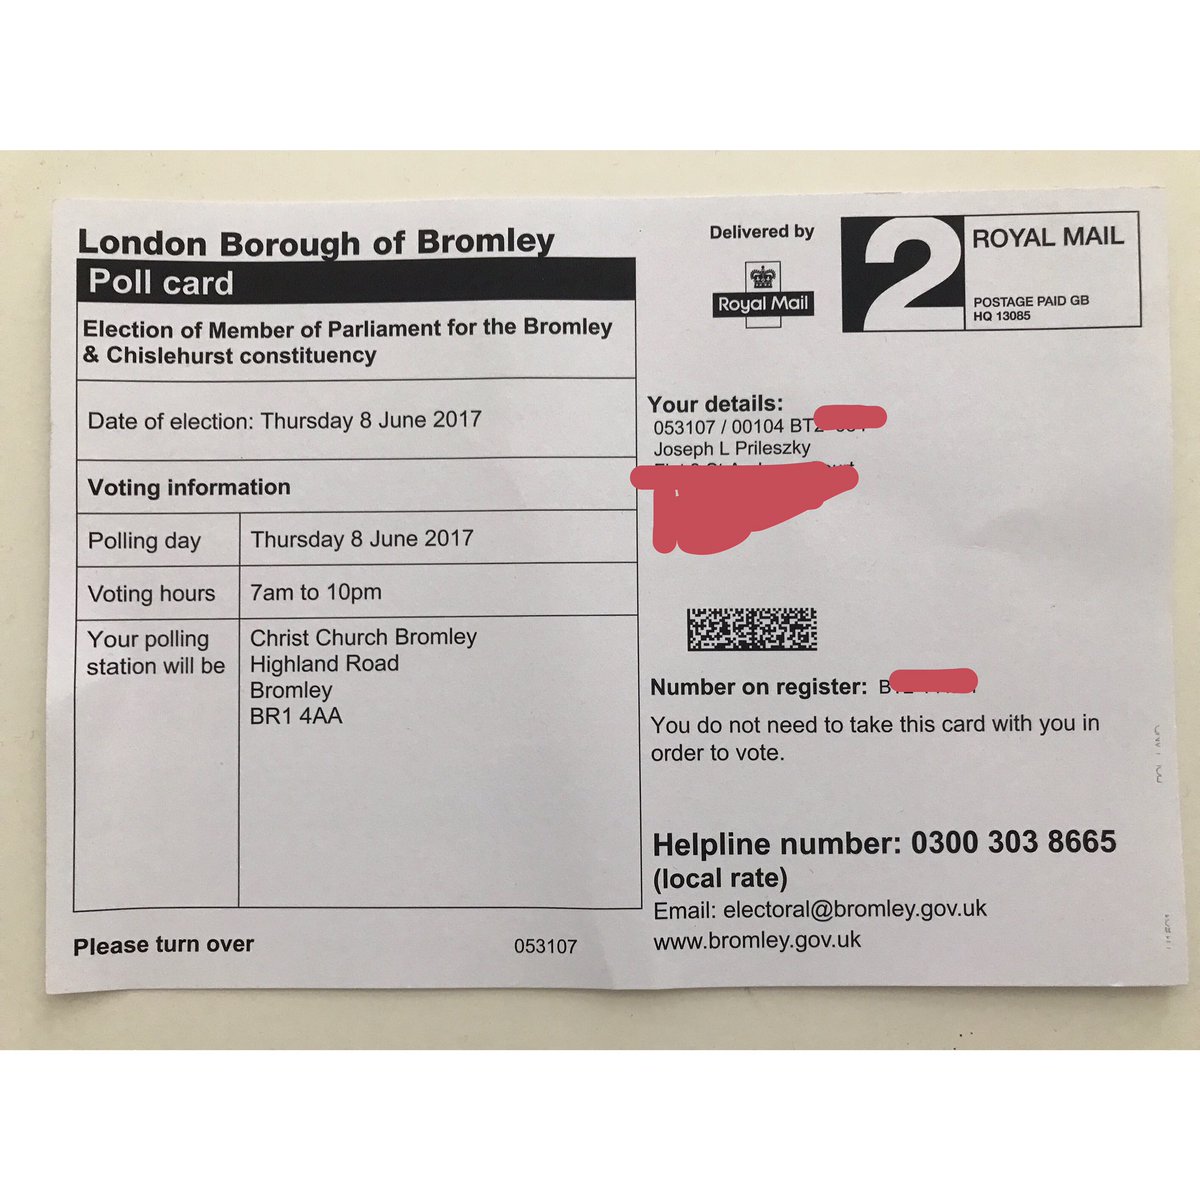 London Borough of Bromley
Poll card
Election of Member of Parliament for the Bromley
& Chislehurst constituency
Date of election: Thursday 8 June 2017
Voting information
Polling day Thursday 8 June 2017
Voting hours 7am to 10pm
Your polling
station will be
Christ Church Bromley
Highland Road
Bromley
BR1 4AA
Please turn over
053107
Delivered by
Royal Mail
2
ROYAL MAIL
POSTAGE PAID GB
HQ 13085
Your details:
053107 / 00104
Joseph L Prileszky
Number on register:
You do not need to take this card with you in
order to vote.
Helpline number: 0300 303 8665
(local rate)
Email: electoral@bromley.gov.uk
www.bromley.gov.uk